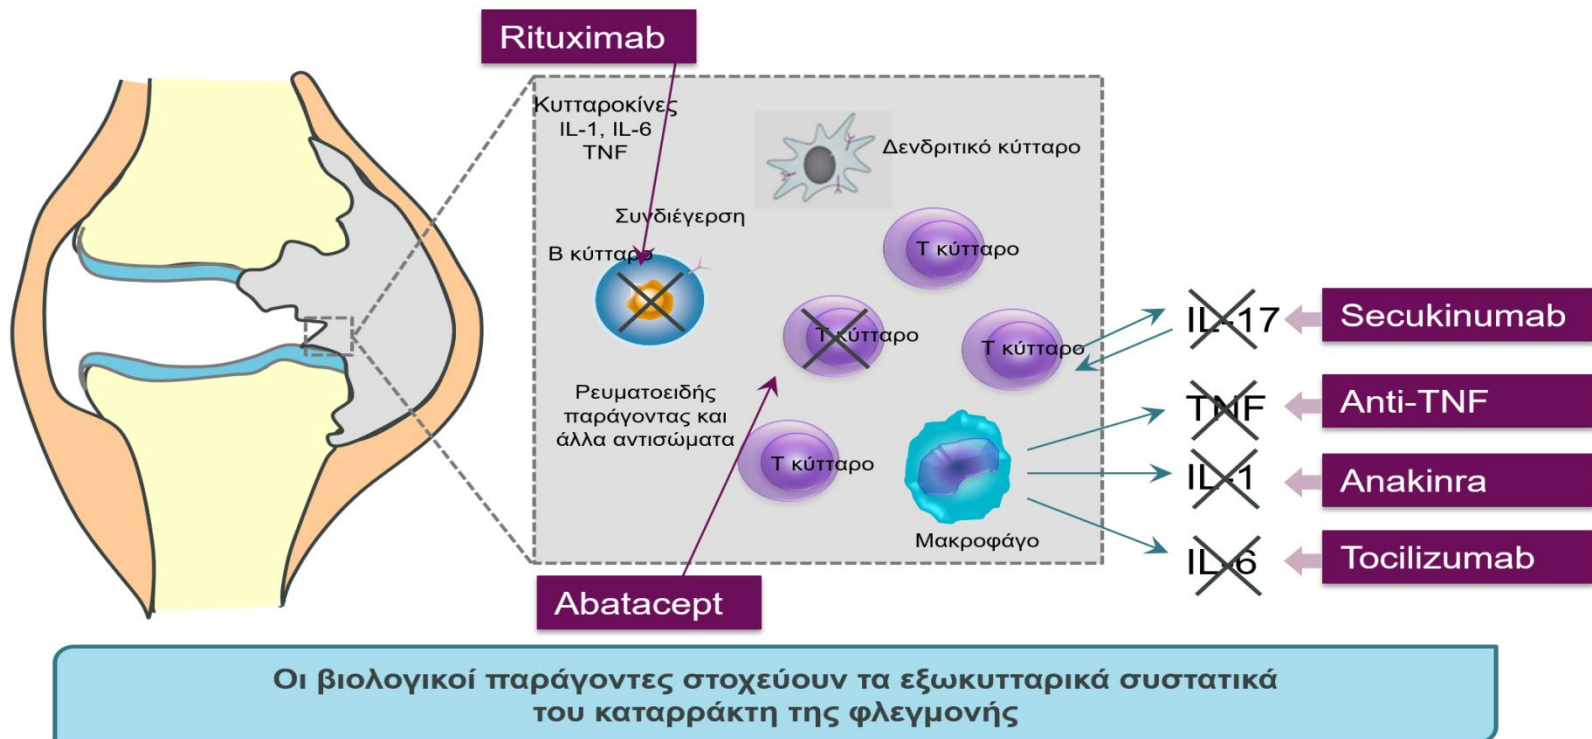 Rituximab
Κυτταροκίνες
IL-1, IL-6
TNF
Δενδριτικό κύτταρο
Συνδιέγερση
Β κύτταρο
Τ κύτταρο
Τ κύτταρο
Τ κύτταρο
Ρευματοειδής
παράγοντας και
άλλα αντισώματα
Τ κύτταρο
Μακροφάγο
IL-17
Secukinumab
TNF
Anti-TNF
IL-1
Anakinra
IL-6
Tocilizumab
Abatacept
Οι βιολογικοί παράγοντες στοχεύουν τα εξωκυτταρικά συστατικά
του καταρράκτη της φλεγμονής